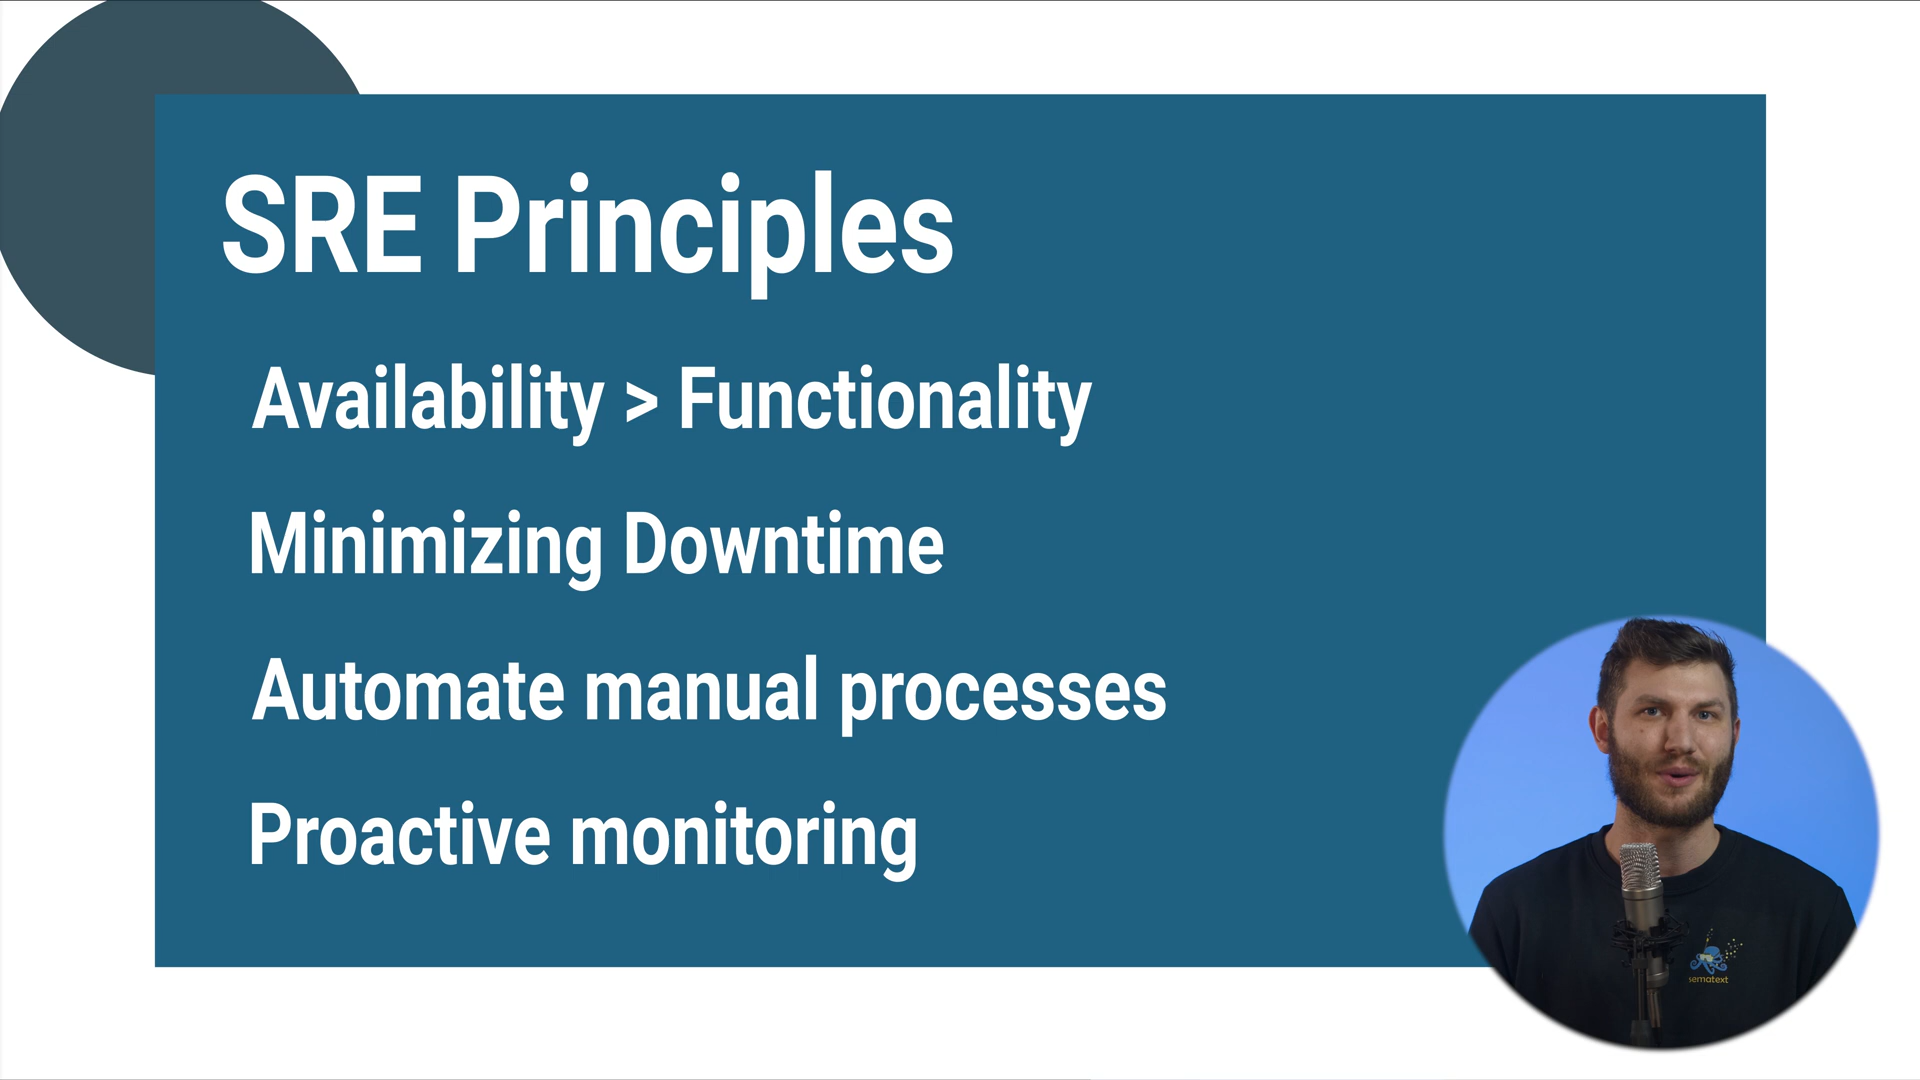 SRE Principles
Availability > Functionality
Minimizing Downtime
Automate manual processes
Proactive monitoring
sematext